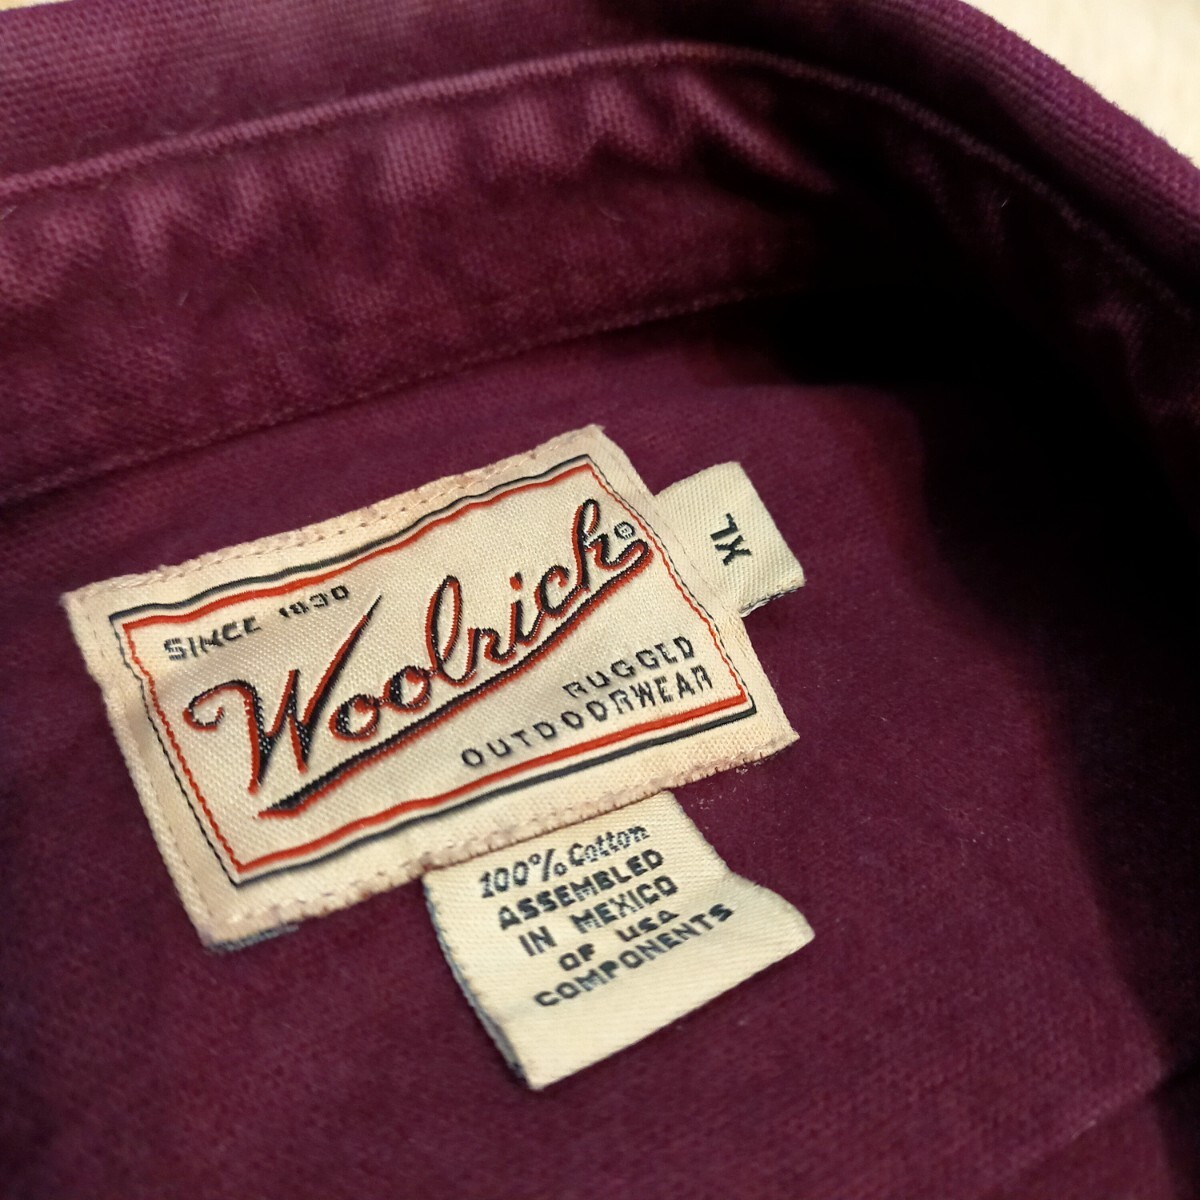 SINCE 1830
Woolrich®
RUGGED
OUTDOORWEAR
XL
100% Cotton
ASSEMBLED
IN MEXICO
OF USA
COMPONENTS